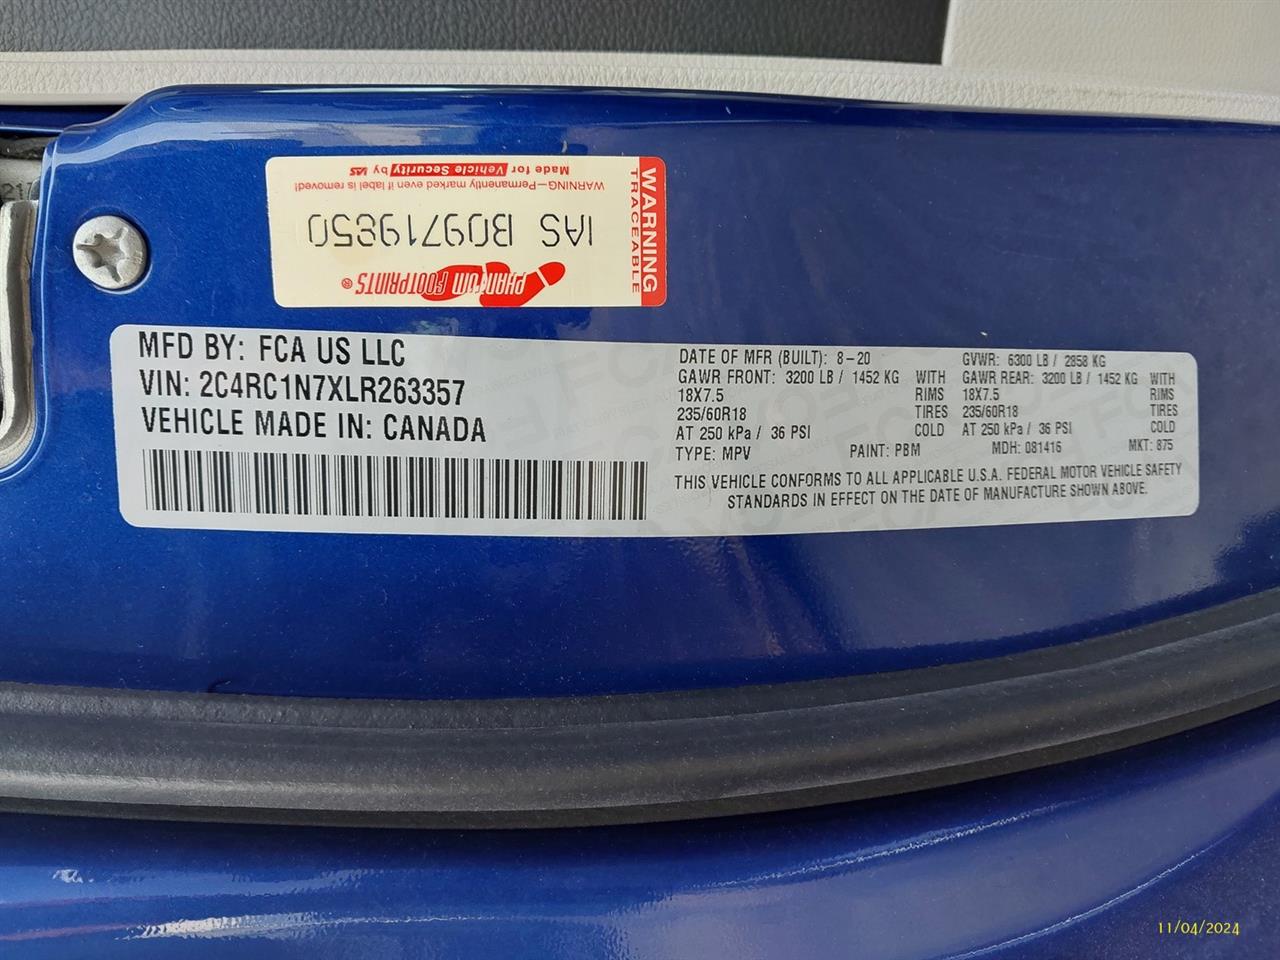 WARNING
TRACEABLE
PHANTOM FOOTPRINTS®
IAS B09719850
WARNING—Permanently marked even if label is removed!
Made for Vehicle Security by IAS
MFD BY: FCA US LLC
VIN: 2C4RC1N7XLR263357
VEHICLE MADE IN: CANADA
DATE OF MFR (BUILT): 8-20 GVWR: 6300 LB / 2858 KG
GAWR FRONT: 3200 LB / 1452 KG WITH GAWR REAR: 3200 LB / 1452 KG WITH
18X7.5 RIMS 18X7.5 RIMS
235/60R18 TIRES 235/60R18 TIRES
AT 250 kPa / 36 PSI COLD AT 250 kPa / 36 PSI COLD
TYPE: MPV PAINT: PBM MDH: 081416 MKT: 875
THIS VEHICLE CONFORMS TO ALL APPLICABLE U.S.A. FEDERAL MOTOR VEHICLE SAFETY
STANDARDS IN EFFECT ON THE DATE OF MANUFACTURE SHOWN ABOVE.
11/04/2024